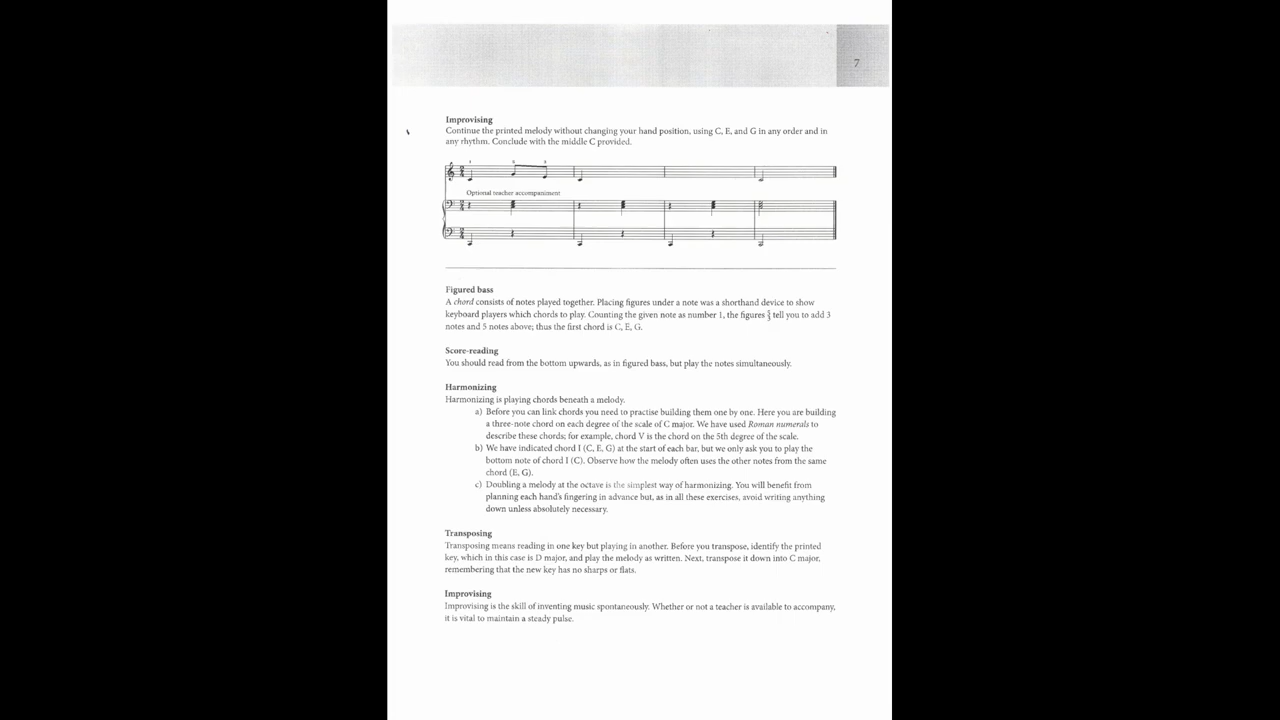 7
Improvising
Continue the printed melody without changing your hand position, using C, E, and G in any order and in
any rhythm. Conclude with the middle C provided.
Optional teacher accompaniment
Figured bass
A chord consists of notes played together. Placing figures under a note was a shorthand device to show
keyboard players which chords to play. Counting the given note as number 1, the figures 5/3 tell you to add 3
notes and 5 notes above; thus the first chord is C, E, G.
Score-reading
You should read from the bottom upwards, as in figured bass, but play the notes simultaneously.
Harmonizing
Harmonizing is playing chords beneath a melody.
a) Before you can link chords you need to practise building them one by one. Here you are building
a three-note chord on each degree of the scale of C major. We have used Roman numerals to
describe these chords; for example, chord V is the chord on the 5th degree of the scale.
b) We have indicated chord I (C, E, G) at the start of each bar, but we only ask you to play the
bottom note of chord I (C). Observe how the melody often uses the other notes from the same
chord (E, G).
c) Doubling a melody at the octave is the simplest way of harmonizing. You will benefit from
planning each hand's fingering in advance but, as in all these exercises, avoid writing anything
down unless absolutely necessary.
Transposing
Transposing means reading in one key but playing in another. Before you transpose, identify the printed
key, which in this case is D major, and play the melody as written. Next, transpose it down into C major,
remembering that the new key has no sharps or flats.
Improvising
Improvising is the skill of inventing music spontaneously. Whether or not a teacher is available to accompany,
it is vital to maintain a steady pulse.